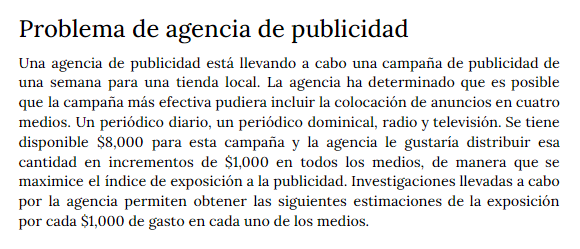 Problema de agencia de publicidad
Una agencia de publicidad está llevando a cabo una campaña de publicidad de
una semana para una tienda local. La agencia ha determinado que es posible
que la campaña más efectiva pudiera incluir la colocación de anuncios en cuatro
medios. Un periódico diario, un periódico dominical, radio y televisión. Se tiene
disponible $8,000 para esta campaña y la agencia le gustaría distribuir esa
cantidad en incrementos de $1,000 en todos los medios, de manera que se
maximice el índice de exposición a la publicidad. Investigaciones llevadas a cabo
por la agencia permiten obtener las siguientes estimaciones de la exposición
por cada $1,000 de gasto en cada uno de los medios.